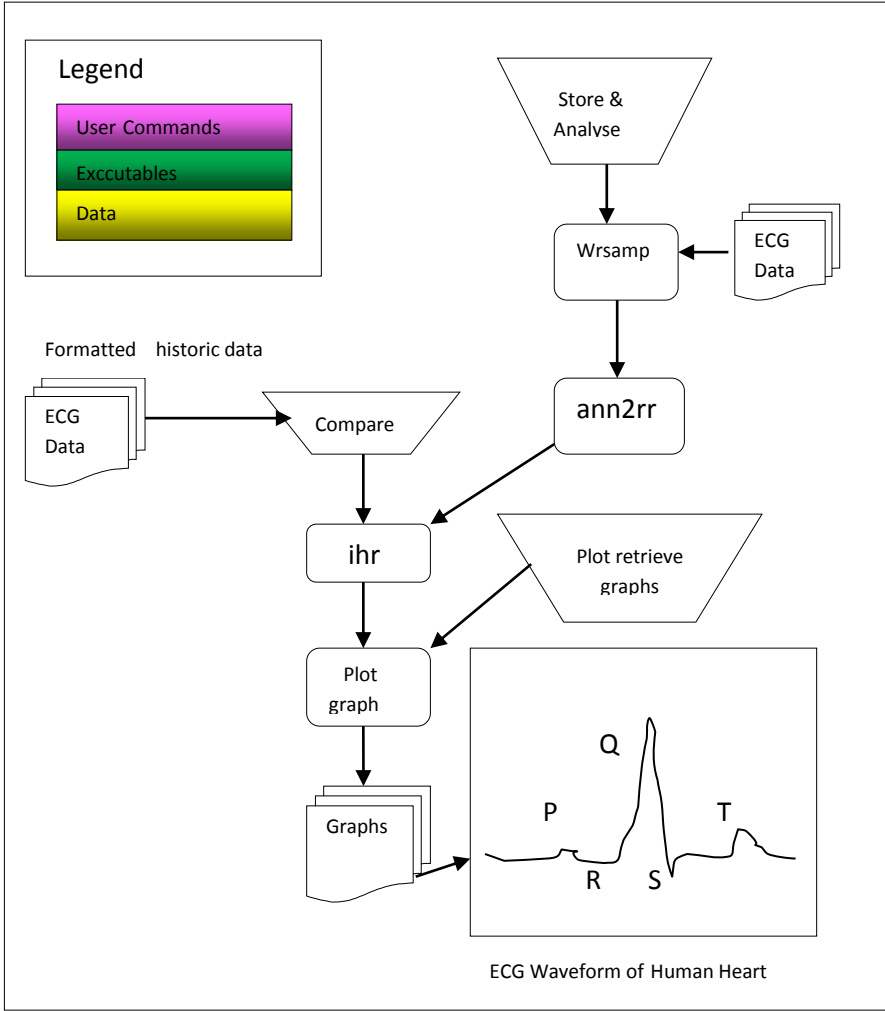 Legend
User Commands
Exccutables
Data
Store &
Analvse
Wrsamp
ECG
Data
Formatted historic data
ECG
Data
Compare
ann2rr
ihr
Plot retrieve
graphs
Plot
graph
Graphs
P
Q
R
S
T
ECG Waveform of Human Heart